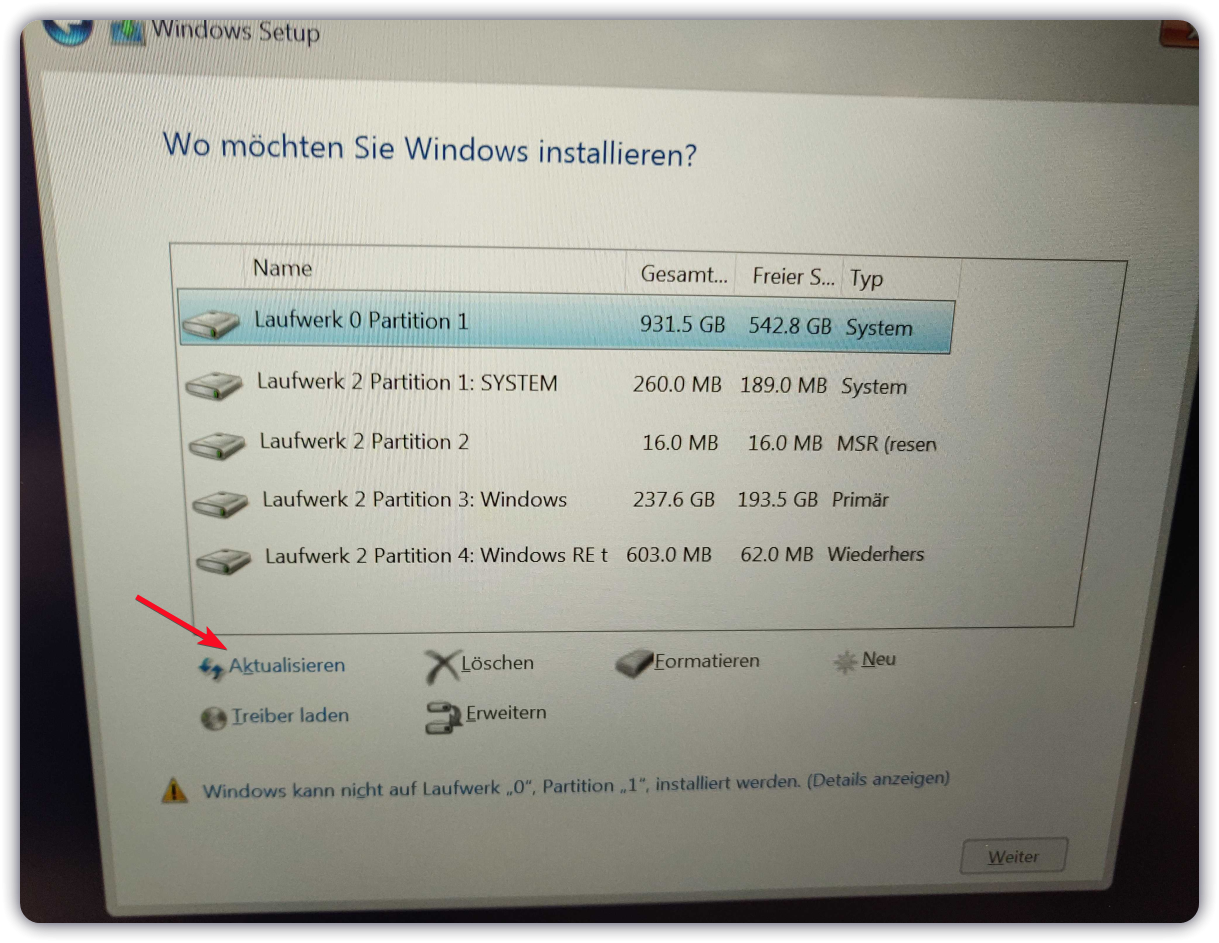 Windows Setup
Wo möchten Sie Windows installieren?
Name Gesamt... Freier S... Typ
Laufwerk 0 Partition 1 931.5 GB 542.8 GB System
Laufwerk 2 Partition 1: SYSTEM 260.0 MB 189.0 MB System
Laufwerk 2 Partition 2 16.0 MB 16.0 MB MSR (reserv
Laufwerk 2 Partition 3: Windows 237.6 GB 193.5 GB Primär
Laufwerk 2 Partition 4: Windows RE t 603.0 MB 62.0 MB Wiederhers
Aktualisieren Löschen Formatieren Neu
Treiber laden Erweitern
Windows kann nicht auf Laufwerk „0“, Partition „1“, installiert werden. (Details anzeigen)
Weiter